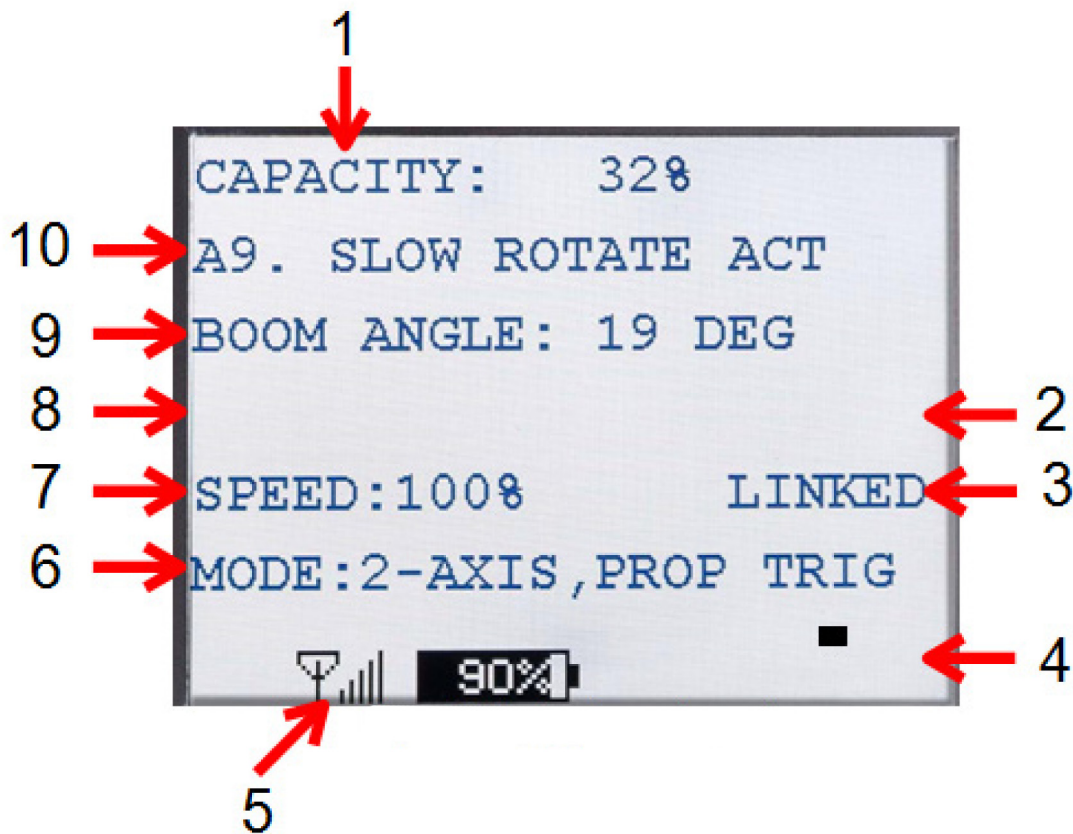 1
CAPACITY: 32%
10
A9. SLOW ROTATE ACT
9
BOOM ANGLE: 19 DEG
8
2
7
SPEED:100% LINKED
3
6
MODE:2-AXIS,PROP TRIG
4
90%
5